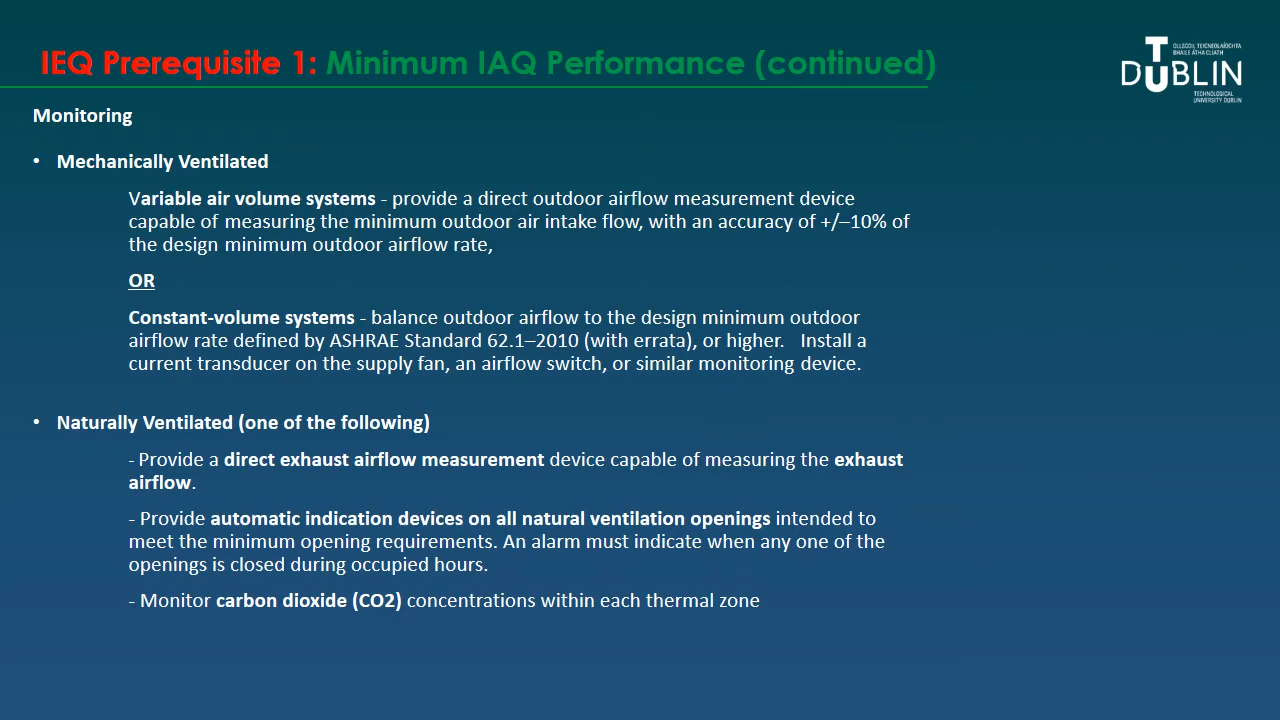 IEQ Prerequisite 1: Minimum IAQ Performance (continued)
OLLSCOIL TEICNEOLAÍOCHTA
BHAILE ÁTHA CLIATH
TU DUBLIN
TECHNOLOGICAL
UNIVERSITY DUBLIN
Monitoring
• Mechanically Ventilated
Variable air volume systems - provide a direct outdoor airflow measurement device
capable of measuring the minimum outdoor air intake flow, with an accuracy of +/–10% of
the design minimum outdoor airflow rate,
OR
Constant-volume systems - balance outdoor airflow to the design minimum outdoor
airflow rate defined by ASHRAE Standard 62.1–2010 (with errata), or higher.   Install a
current transducer on the supply fan, an airflow switch, or similar monitoring device.
• Naturally Ventilated (one of the following)
- Provide a direct exhaust airflow measurement device capable of measuring the exhaust
airflow.
- Provide automatic indication devices on all natural ventilation openings intended to
meet the minimum opening requirements. An alarm must indicate when any one of the
openings is closed during occupied hours.
- Monitor carbon dioxide (CO2) concentrations within each thermal zone